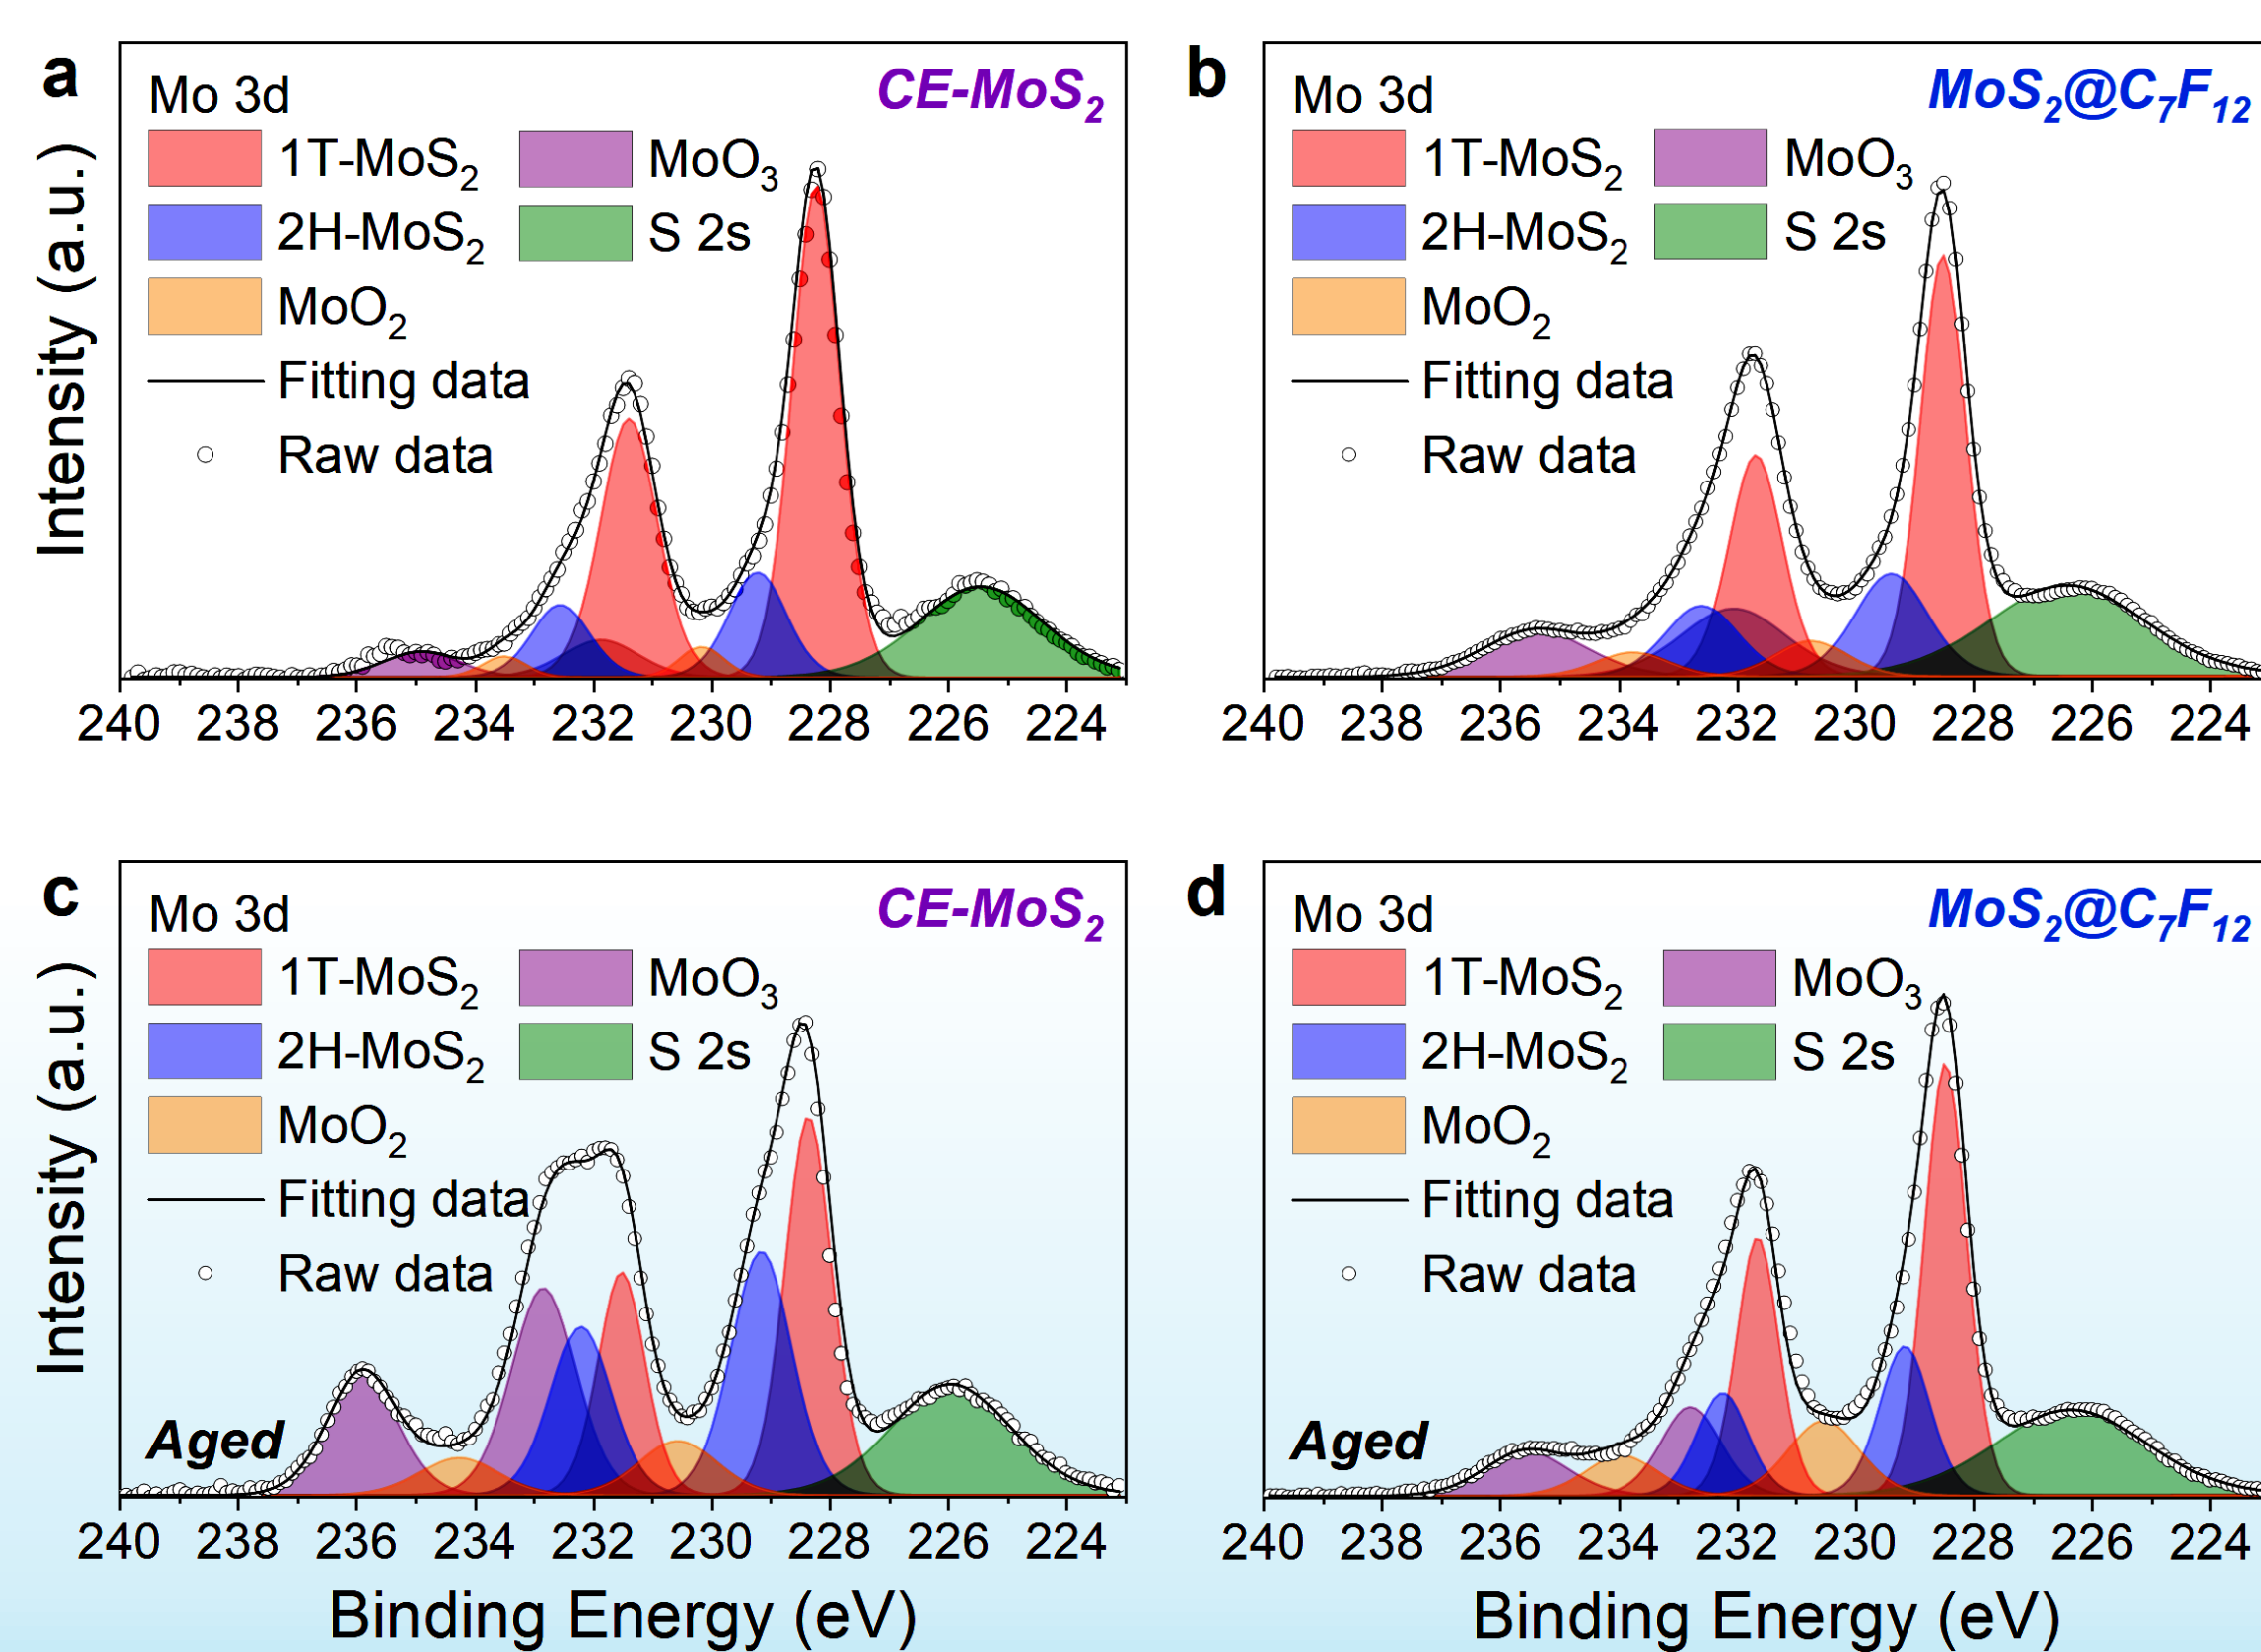 a
Mo 3d
CE-MoS₂
1T-MoS₂
MoO₃
2H-MoS₂
S 2s
MoO₂
Fitting data
Raw data
Intensity (a.u.)
240 238 236 234 232 230 228 226 224
b
Mo 3d
MoS₂@C₇F₁₂
1T-MoS₂
MoO₃
2H-MoS₂
S 2s
MoO₂
Fitting data
Raw data
240 238 236 234 232 230 228 226 224
c
Mo 3d
CE-MoS₂
1T-MoS₂
MoO₃
2H-MoS₂
S 2s
MoO₂
Fitting data
Raw data
Aged
Intensity (a.u.)
240 238 236 234 232 230 228 226 224
Binding Energy (eV)
d
Mo 3d
MoS₂@C₇F₁₂
1T-MoS₂
MoO₃
2H-MoS₂
S 2s
MoO₂
Fitting data
Raw data
Aged
240 238 236 234 232 230 228 226 224
Binding Energy (eV)